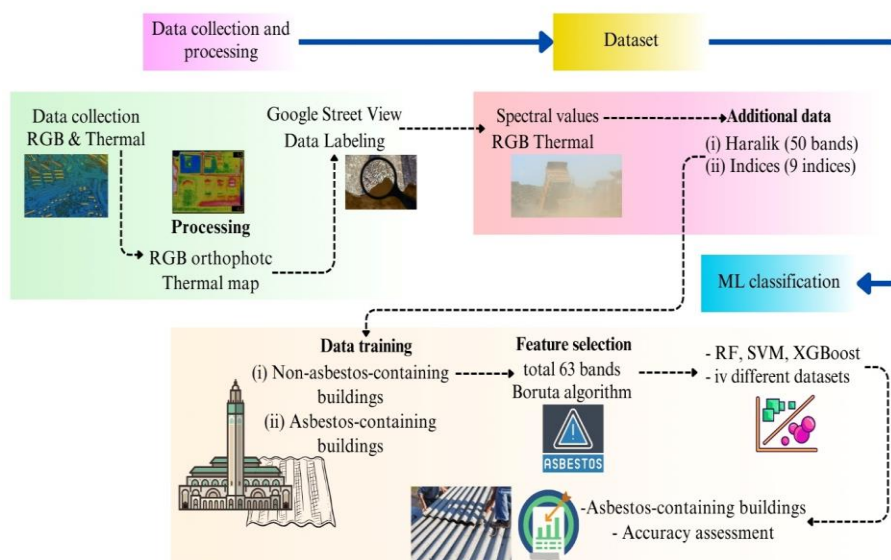 Data collection and
processing
Dataset
Data collection
RGB & Thermal
Processing
RGB orthophotc
Thermal map
Google Street View
Data Labeling
Spectral values
RGB Thermal
Additional data
(i) Haralik (50 bands)
(ii) Indices (9 indices)
ML classification
Data training
(i) Non-asbestos-containing
buildings
(ii) Asbestos-containing
buildings
Feature selection
total 63 bands
Boruta algorithm
ASBESTOS
- RF, SVM, XGBoost
- iv different datasets
-Asbestos-containing buildings
- Accuracy assessment